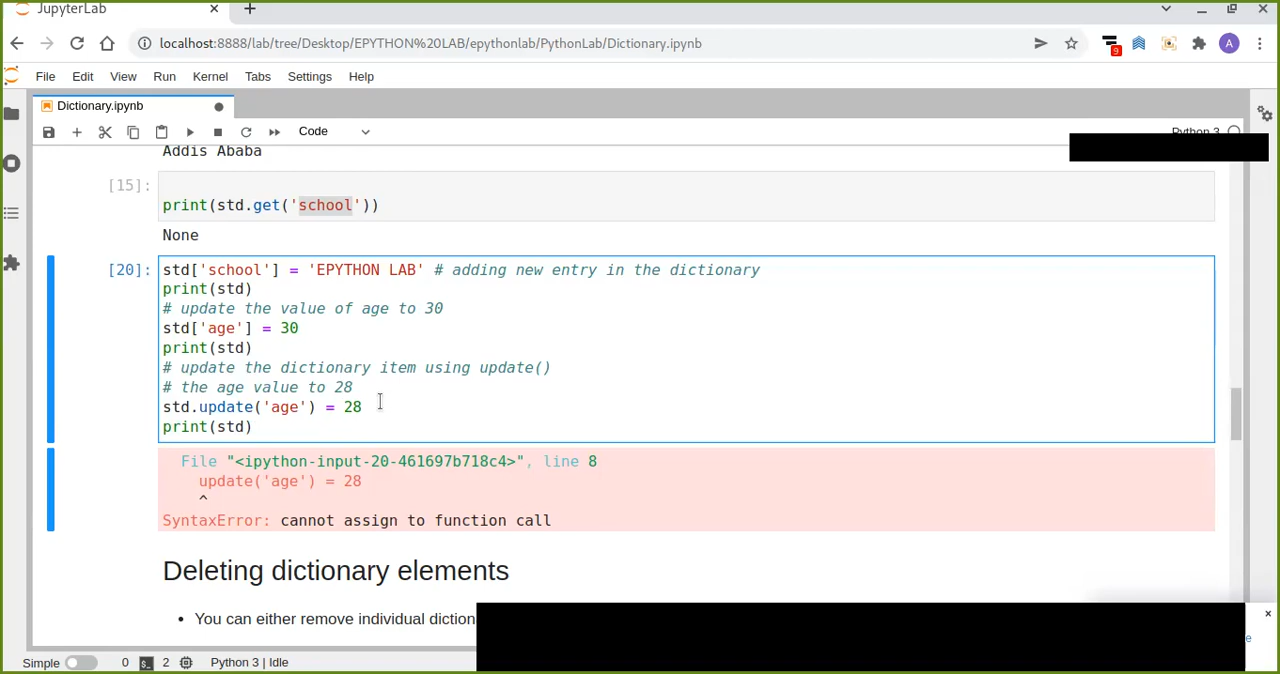 JupyterLab
localhost:8888/lab/tree/Desktop/EPYTHON%20LAB/epythonlab/PythonLab/Dictionary.ipynb
9
A
File Edit View Run Kernel Tabs Settings Help
Dictionary.ipynb
Code
Python 3
Addis Ababa
[15]:
print(std.get('school'))
None
[20]: std['school'] = 'EPYTHON LAB' # adding new entry in the dictionary
print(std)
# update the value of age to 30
std['age'] = 30
print(std)
# update the dictionary item using update()
# the age value to 28
std.update('age') = 28
print(std)
File "<ipython-input-20-461697b718c4>", line 8
update('age') = 28
^
SyntaxError: cannot assign to function call
Deleting dictionary elements
• You can either remove individual diction
Simple 0 $_ 2 Python 3 | Idle